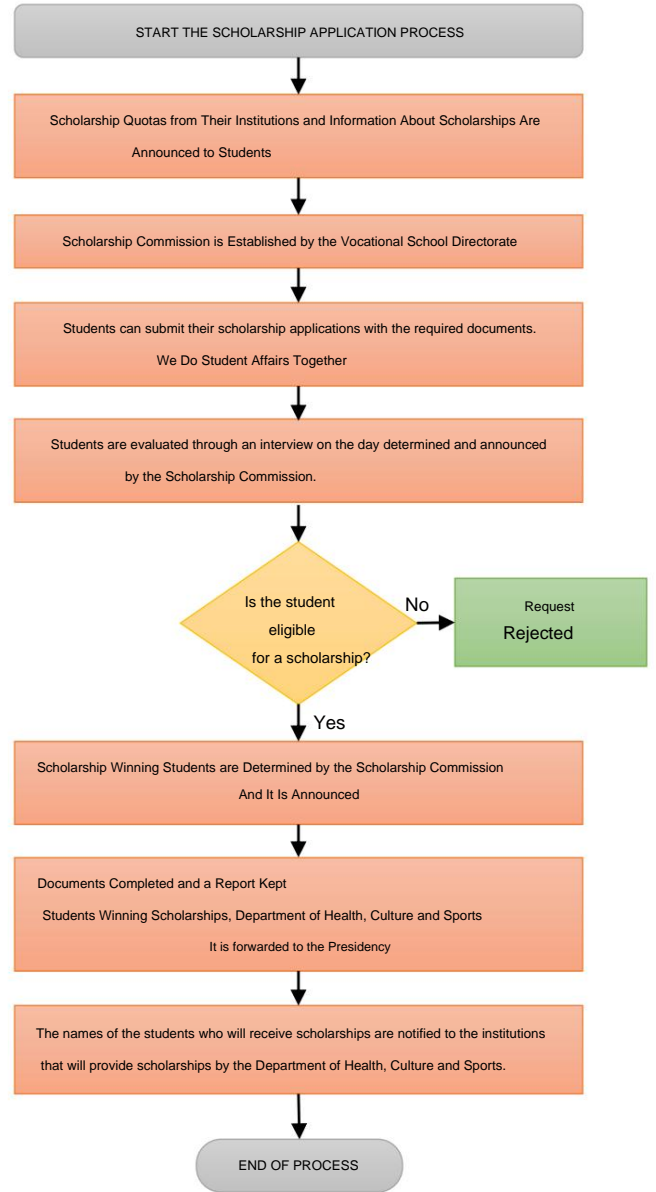 START THE SCHOLARSHIP APPLICATION PROCESS
Scholarship Quotas from Their Institutions and Information About Scholarships Are
Announced to Students
Scholarship Commission is Established by the Vocational School Directorate
Students can submit their scholarship applications with the required documents.
We Do Student Affairs Together
Students are evaluated through an interview on the day determined and announced
by the Scholarship Commission.
Is the student
eligible
for a scholarship?
No
Request
Rejected
Yes
Scholarship Winning Students are Determined by the Scholarship Commission
And It Is Announced
Documents Completed and a Report Kept
Students Winning Scholarships, Department of Health, Culture and Sports
It is forwarded to the Presidency
The names of the students who will receive scholarships are notified to the institutions
that will provide scholarships by the Department of Health, Culture and Sports.
END OF PROCESS